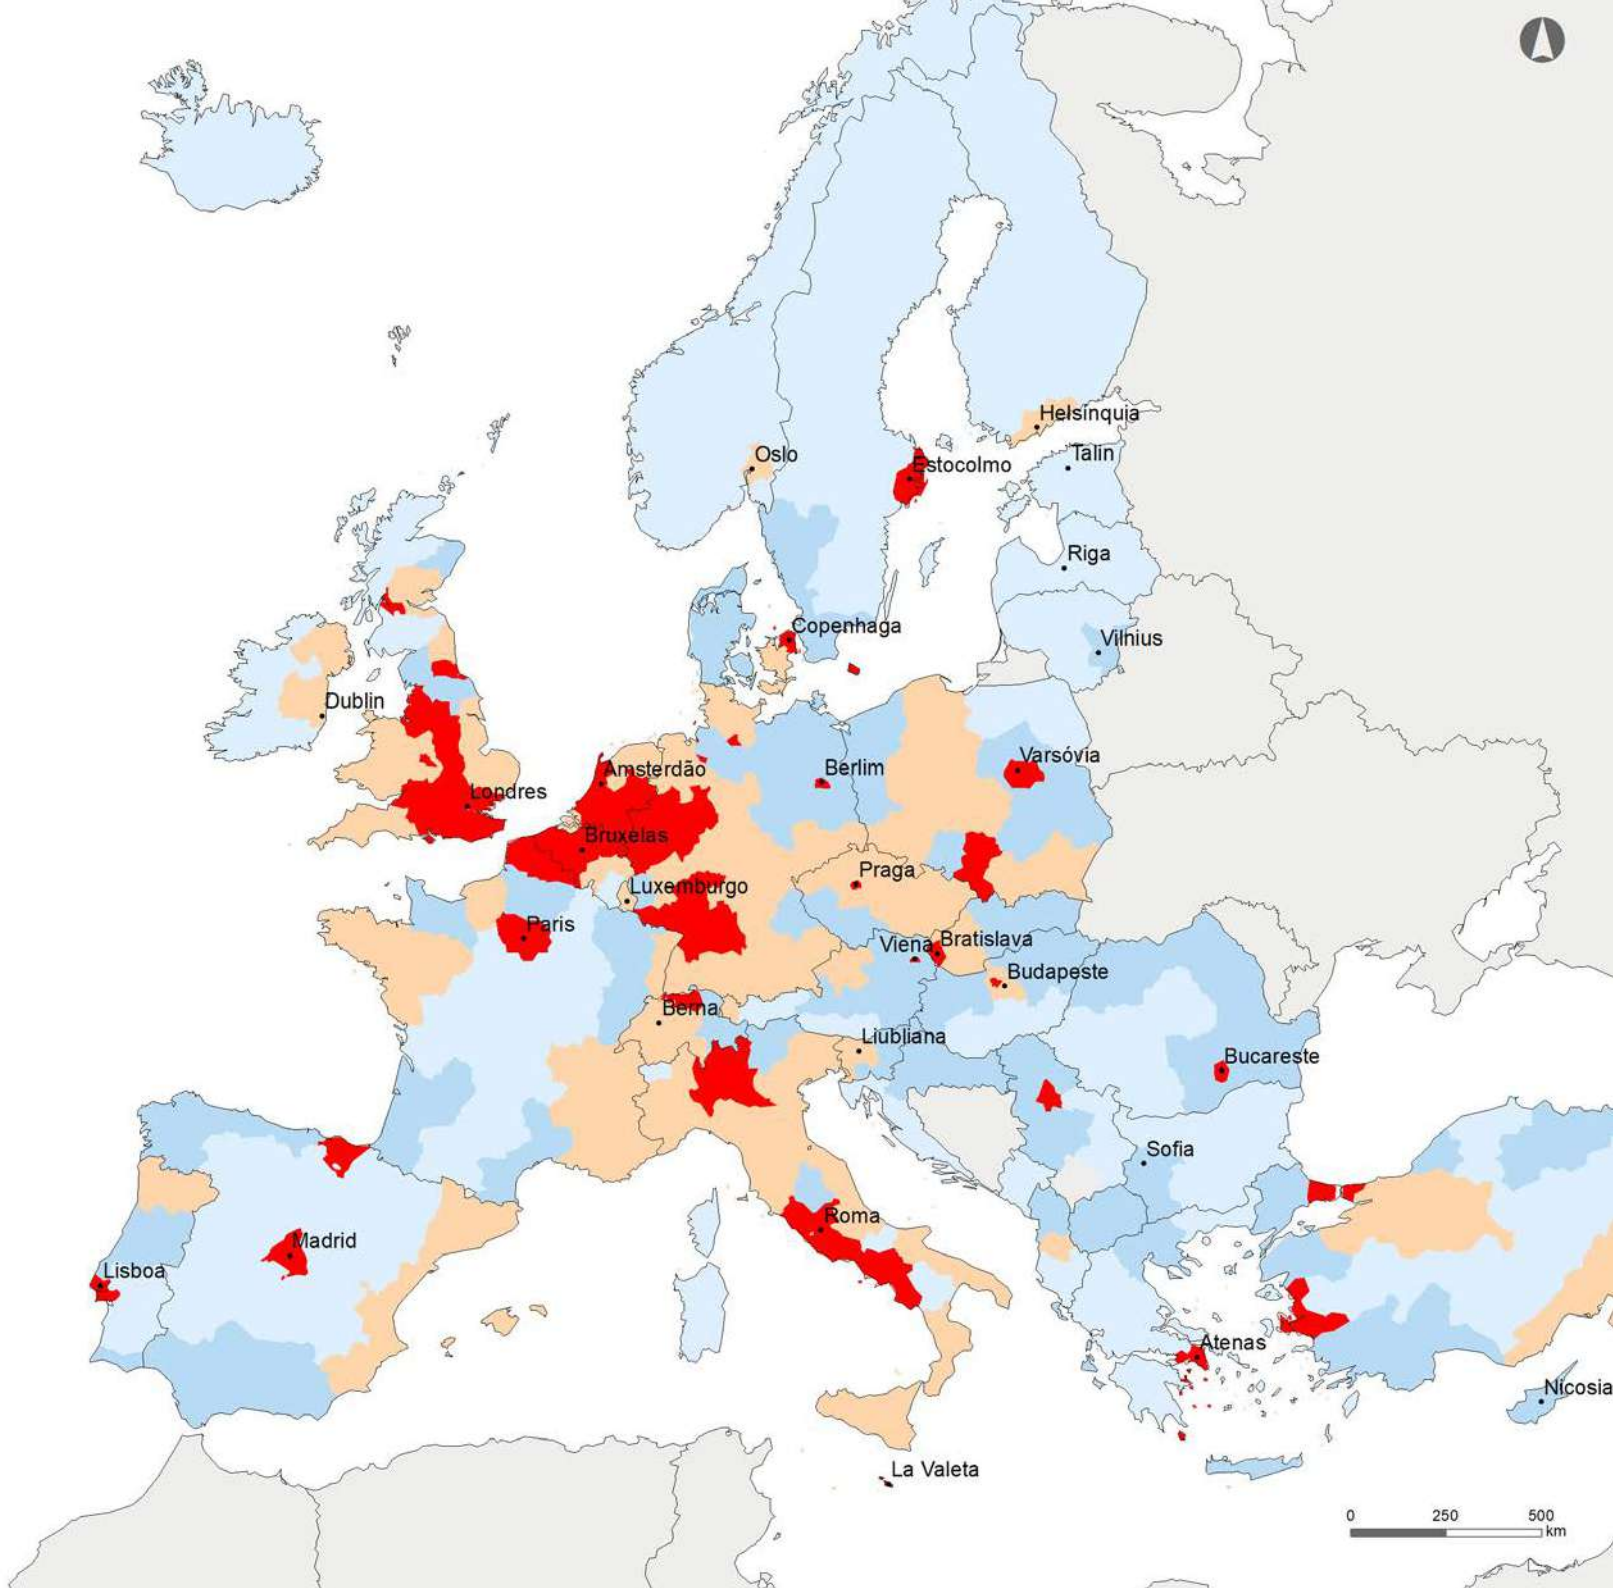 Helsínquia
Oslo
Talin
Estocolmo
Riga
Copenhaga
Vilnius
Dublin
Varsóvia
Amsterdão
Berlim
Londres
Bruxelas
Praga
Luxemburgo
Paris
Viena
Bratislava
Budapeste
Berna
Liubliana
Bucareste
Sofia
Roma
Madrid
Lisboa
Atenas
Nicosia
La Valeta
0 250 500
km